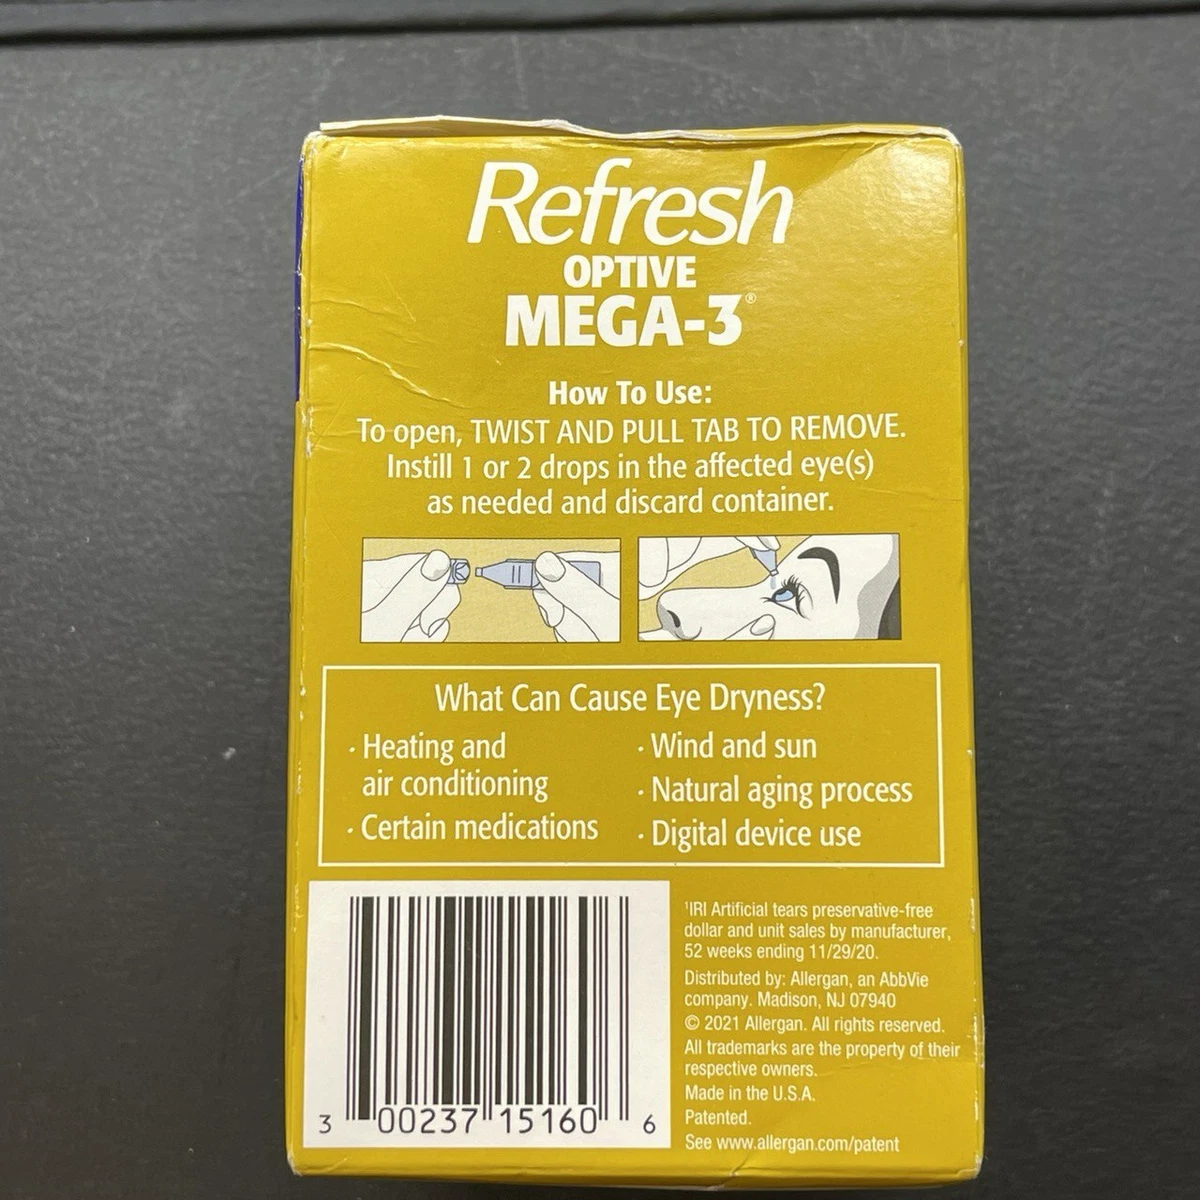 Refresh
OPTIVE
MEGA-3®
How To Use:
To open, TWIST AND PULL TAB TO REMOVE.
Instill 1 or 2 drops in the affected eye(s)
as needed and discard container.
What Can Cause Eye Dryness?
· Heating and
air conditioning
· Certain medications
· Wind and sun
· Natural aging process
· Digital device use
3 00237 15160 6
¹IRI Artificial tears preservative-free
dollar and unit sales by manufacturer,
52 weeks ending 11/29/20.
Distributed by: Allergan, an AbbVie
company. Madison, NJ 07940
© 2021 Allergan. All rights reserved.
All trademarks are the property of their
respective owners.
Made in the U.S.A.
Patented.
See www.allergan.com/patent